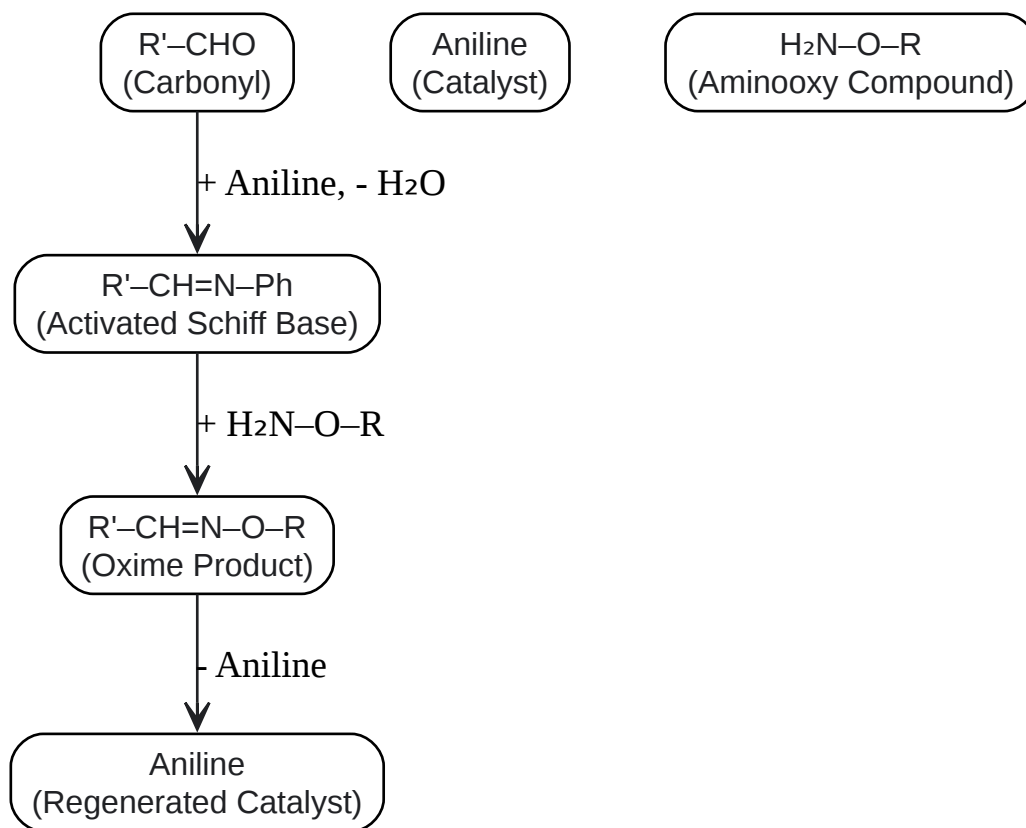 R'–CHO
(Carbonyl)
Aniline
(Catalyst)
H₂N–O–R
(Aminooxy Compound)
+ Aniline, - H₂O
R'–CH=N–Ph
(Activated Schiff Base)
+ H₂N–O–R
R'–CH=N–O–R
(Oxime Product)
- Aniline
Aniline
(Regenerated Catalyst)